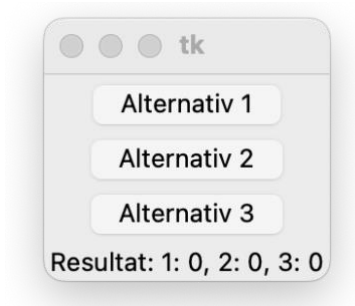 tk
Alternativ 1
Alternativ 2
Alternativ 3
Resultat: 1: 0, 2: 0, 3: 0